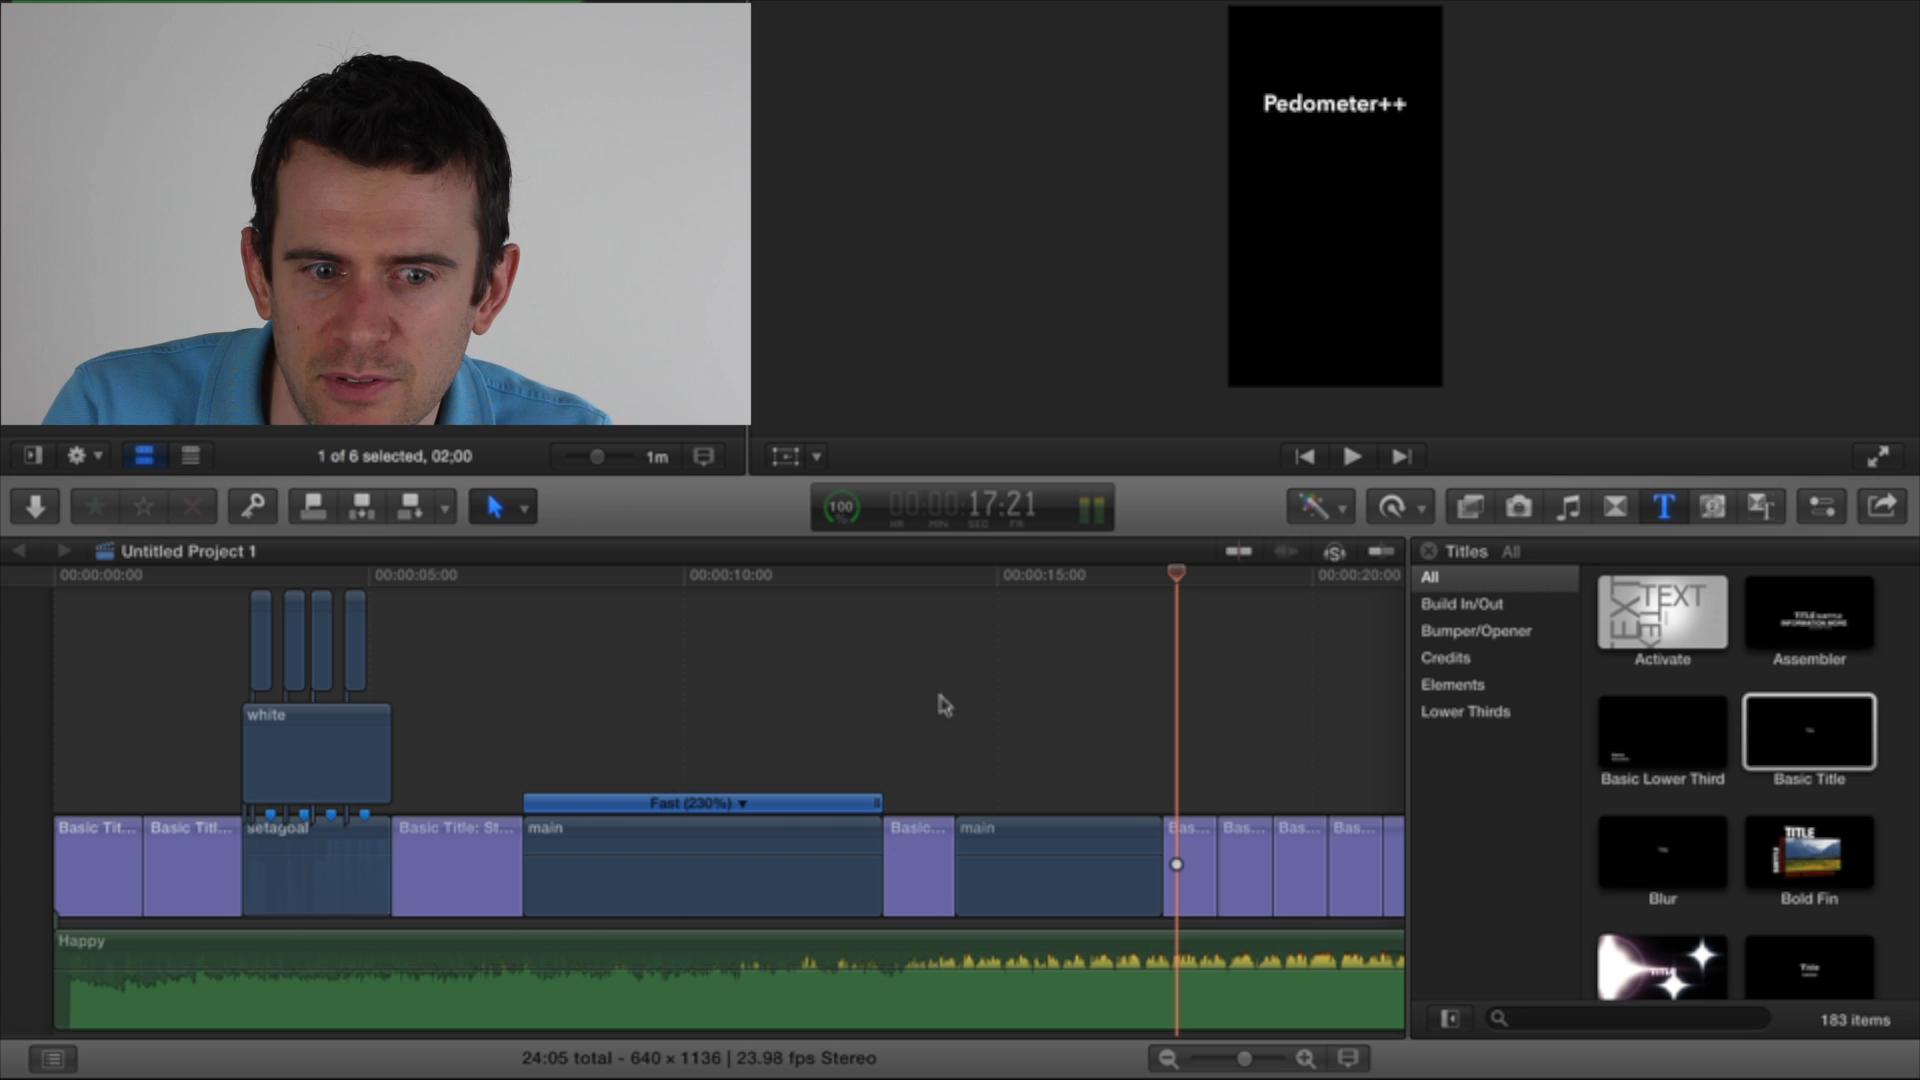 Pedometer++
1 of 6 selected, 02;00
1m
100
%
00:00:17:21
HR MIN SEC FR
Untitled Project 1
Titles All
00:00:00:00
00:00:05:00
00:00:10:00
00:00:15:00
00:00:20:00
All
Build In/Out
Bumper/Opener
Credits
Elements
Lower Thirds
TEXT
Activate
Assembler
Basic Lower Third
Basic Title
Blur
TITLE
Bold Fin
Title
white
Fast (230%)
Basic Tit...
Basic Titl...
setagoal
Basic Title: St...
main
Basic...
main
Bas...
Bas...
Bas...
Bas...
Happy
183 items
24:05 total - 640 × 1136 | 23.98 fps Stereo